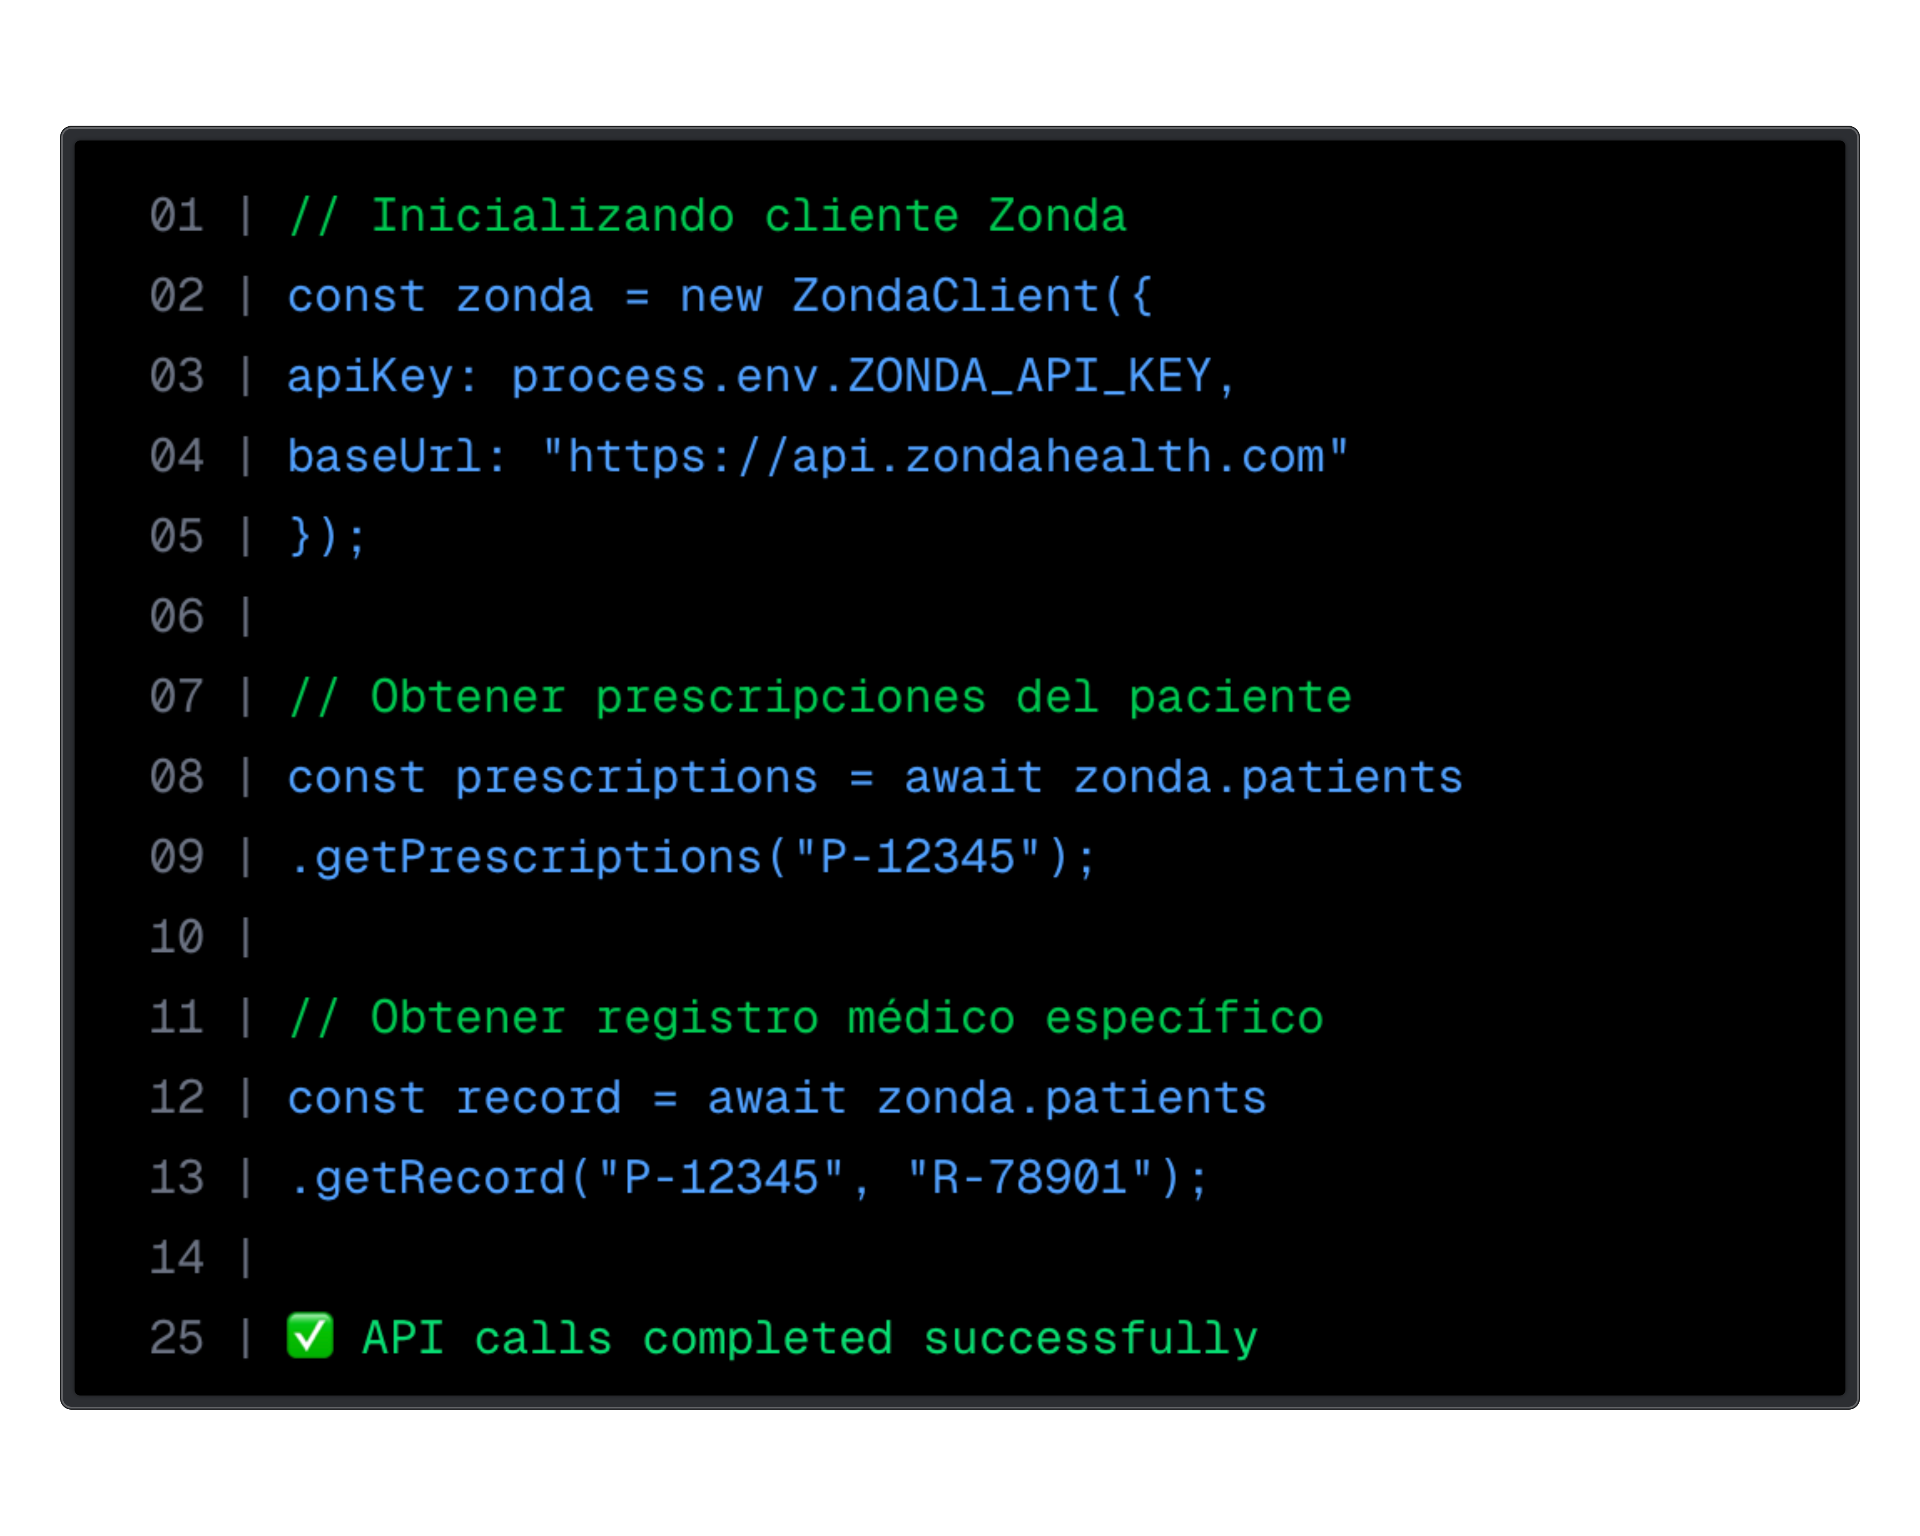 01 | // Inicializando cliente Zonda
02 | const zonda = new ZondaClient({
03 | apiKey: process.env.ZONDA_API_KEY,
04 | baseUrl: "https://api.zondahealth.com"
05 | });
06 |
07 | // Obtener prescripciones del paciente
08 | const prescriptions = await zonda.patients
09 | .getPrescriptions("P-12345");
10 |
11 | // Obtener registro médico específico
12 | const record = await zonda.patients
13 | .getRecord("P-12345", "R-78901");
14 |
25 | ✅ API calls completed successfully